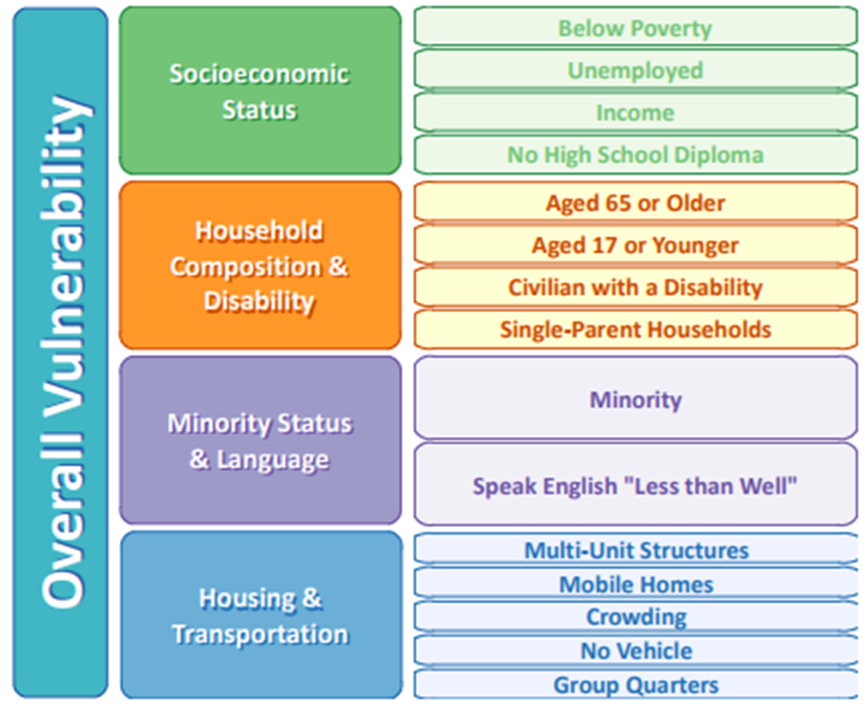 Overall Vulnerability
Socioeconomic
Status
Below Poverty
Unemployed
Income
No High School Diploma
Household
Composition &
Disability
Aged 65 or Older
Aged 17 or Younger
Civilian with a Disability
Single-Parent Households
Minority Status
& Language
Minority
Speak English "Less than Well"
Housing &
Transportation
Multi-Unit Structures
Mobile Homes
Crowding
No Vehicle
Group Quarters